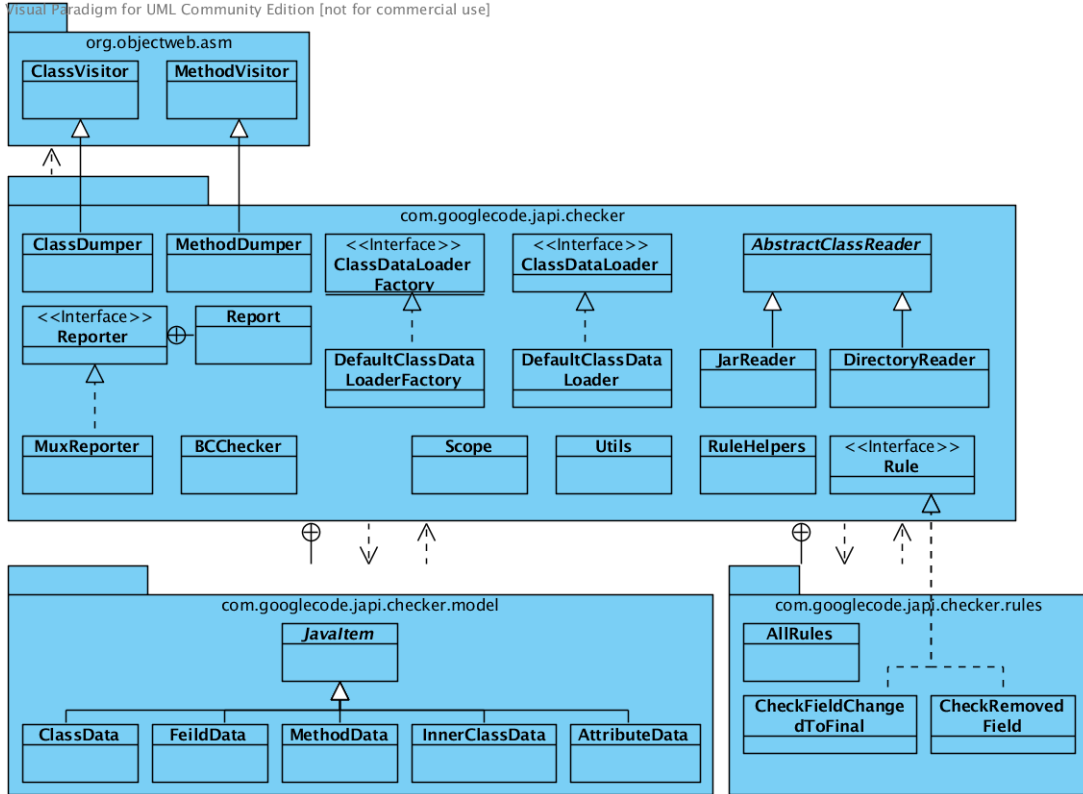 Visual Paradigm for UML Community Edition [not for commercial use]
org.objectweb.asm
ClassVisitor
MethodVisitor
com.googlecode.japi.checker
ClassDumper
MethodDumper
<<Interface>>
ClassDataLoader
Factory
<<Interface>>
ClassDataLoader
AbstractClassReader
<<Interface>>
Reporter
Report
DefaultClassData
LoaderFactory
DefaultClassData
Loader
JarReader
DirectoryReader
MuxReporter
BCChecker
Scope
Utils
RuleHelpers
<<Interface>>
Rule
com.googlecode.japi.checker.model
JavaItem
ClassData
FeildData
MethodData
InnerClassData
AttributeData
com.googlecode.japi.checker.rules
AllRules
CheckFieldChange
dToFinal
CheckRemoved
Field